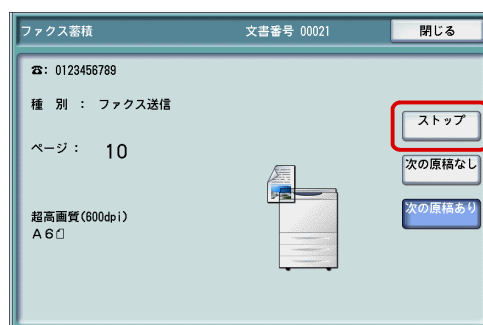 ファクス蓄積 文書番号 00021 閉じる
☎: 0123456789
種 別 : ファクス送信
ストップ
ページ : 10
次の原稿なし
次の原稿あり
超高画質(600dpi)
A6